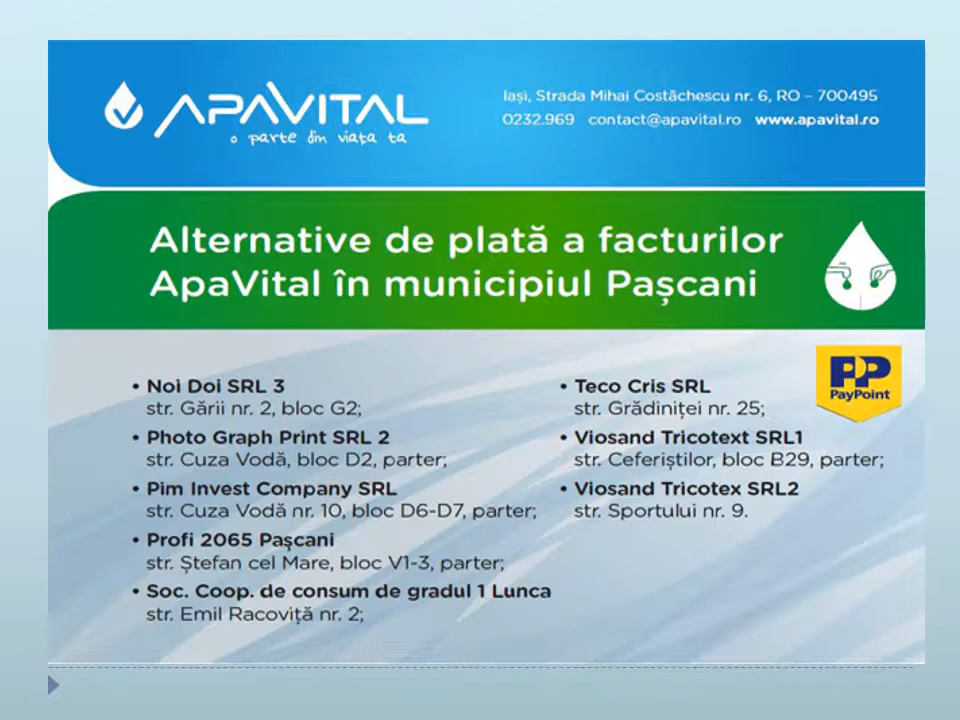 APAVITAL
o parte din viața ta
Iași, Strada Mihai Costăchescu nr. 6, RO – 700495
0232.969 contact@apavital.ro www.apavital.ro
Alternative de plată a facturilor
ApaVital în municipiul Pașcani
• Noi Doi SRL 3
str. Gării nr. 2, bloc G2;
• Photo Graph Print SRL 2
str. Cuza Vodă, bloc D2, parter;
• Pim Invest Company SRL
str. Cuza Vodă nr. 10, bloc D6-D7, parter;
• Profi 2065 Paşcani
str. Ștefan cel Mare, bloc V1-3, parter;
• Soc. Coop. de consum de gradul 1 Lunca
str. Emil Racoviță nr. 2;
• Teco Cris SRL
str. Grădiniței nr. 25;
• Viosand Tricotext SRL1
str. Ceferiștilor, bloc B29, parter;
• Viosand Tricotex SRL2
str. Sportului nr. 9.
PP
PayPoint